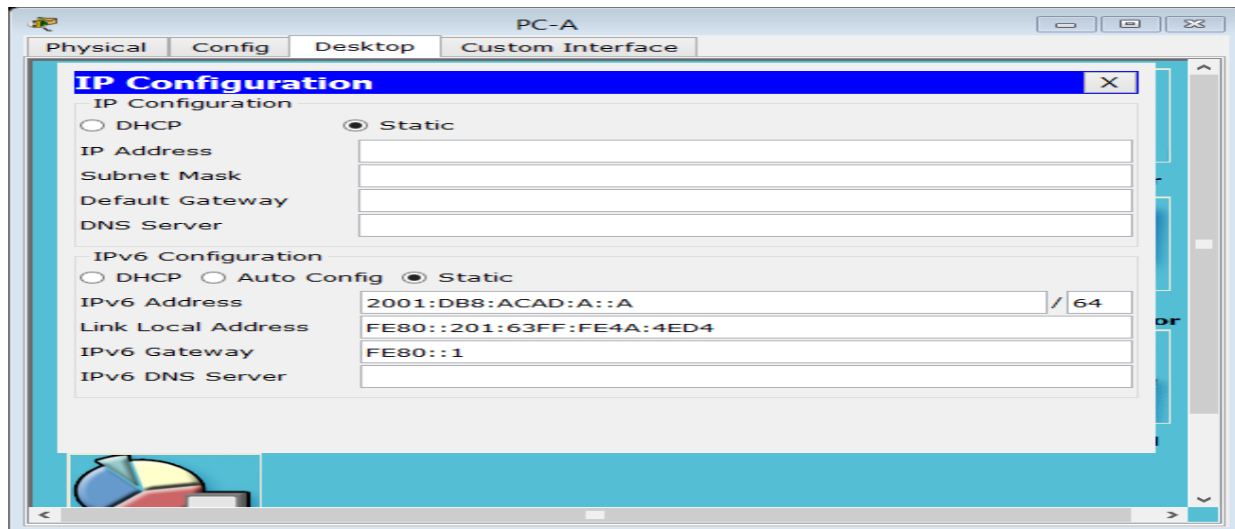 PC-A
Physical Config Desktop Custom Interface
IP Configuration X
IP Configuration
DHCP Static
IP Address
Subnet Mask
Default Gateway
DNS Server
IPv6 Configuration
DHCP Auto Config Static
IPv6 Address 2001:DB8:ACAD:A::A / 64
Link Local Address FE80::201:63FF:FE4A:4ED4
IPv6 Gateway FE80::1
IPv6 DNS Server
or